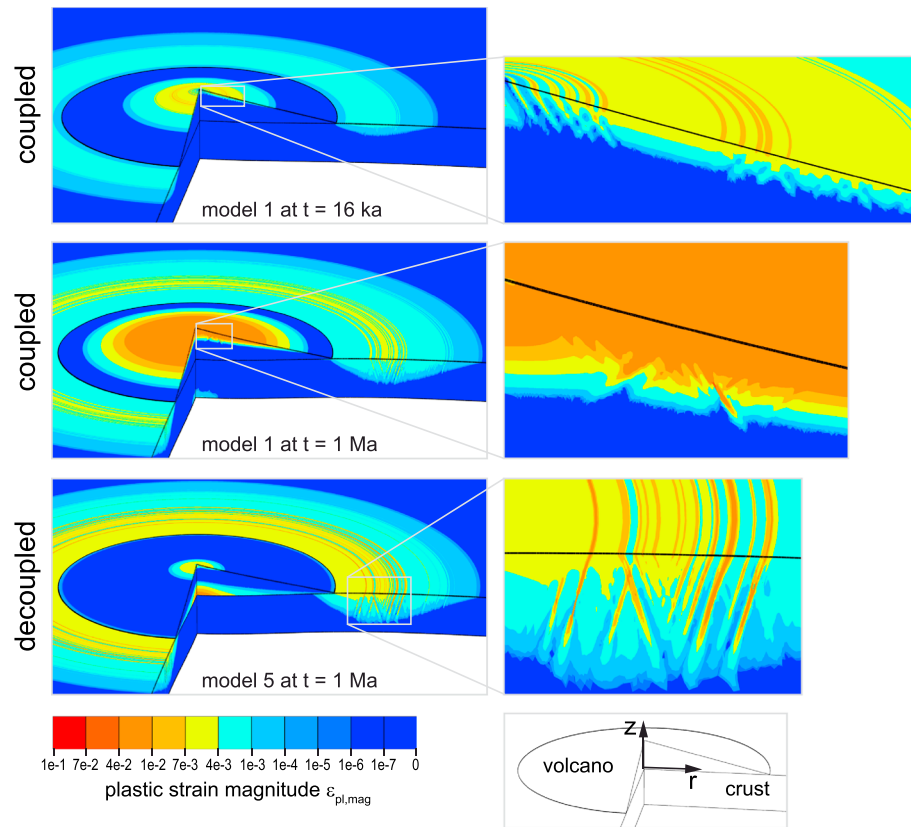 coupled
model 1 at t = 16 ka
coupled
model 1 at t = 1 Ma
decoupled
model 5 at t = 1 Ma
1e-1 7e-2 4e-2 1e-2 7e-3 4e-3 1e-3 1e-4 1e-5 1e-6 1e-7 0
plastic strain magnitude εpl,mag
z
volcano
r
crust